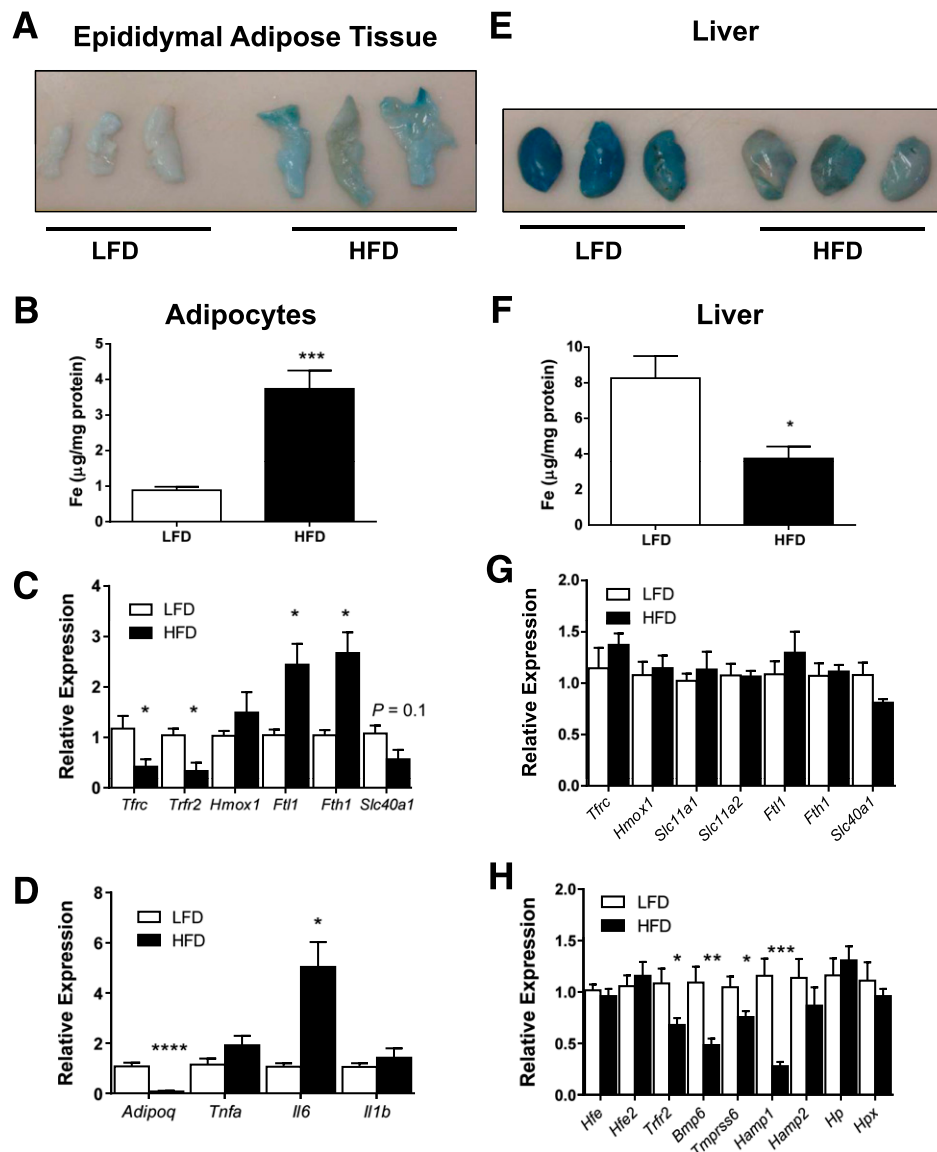 A
Epididymal Adipose Tissue
LFD
HFD
B
Adipocytes
Fe (µg/mg protein)
5
4
3
2
1
0
***
LFD
HFD
C
Relative Expression
4
3
2
1
0
LFD
HFD
*
*
*
*
P = 0.1
Tfrc Trfr2 Hmox1 Ftl1 Fth1 Slc40a1
D
Relative Expression
8
6
4
2
0
LFD
HFD
****
*
Adipoq Tnfa Il6 Il1b
E
Liver
LFD
HFD
F
Liver
Fe (µg/mg protein)
10
8
6
4
2
0
*
LFD
HFD
G
Relative Expression
2.0
1.5
1.0
0.5
0.0
LFD
HFD
Tfrc Hmox1 Slc11a1 Slc11a2 Ftl1 Fth1 Slc40a1
H
Relative Expression
2.0
1.5
1.0
0.5
0.0
LFD
HFD
* ** * ***
Hfe Hfe2 Trfr2 Bmp6 Tmprss6 Hamp1 Hamp2 Hp Hpx